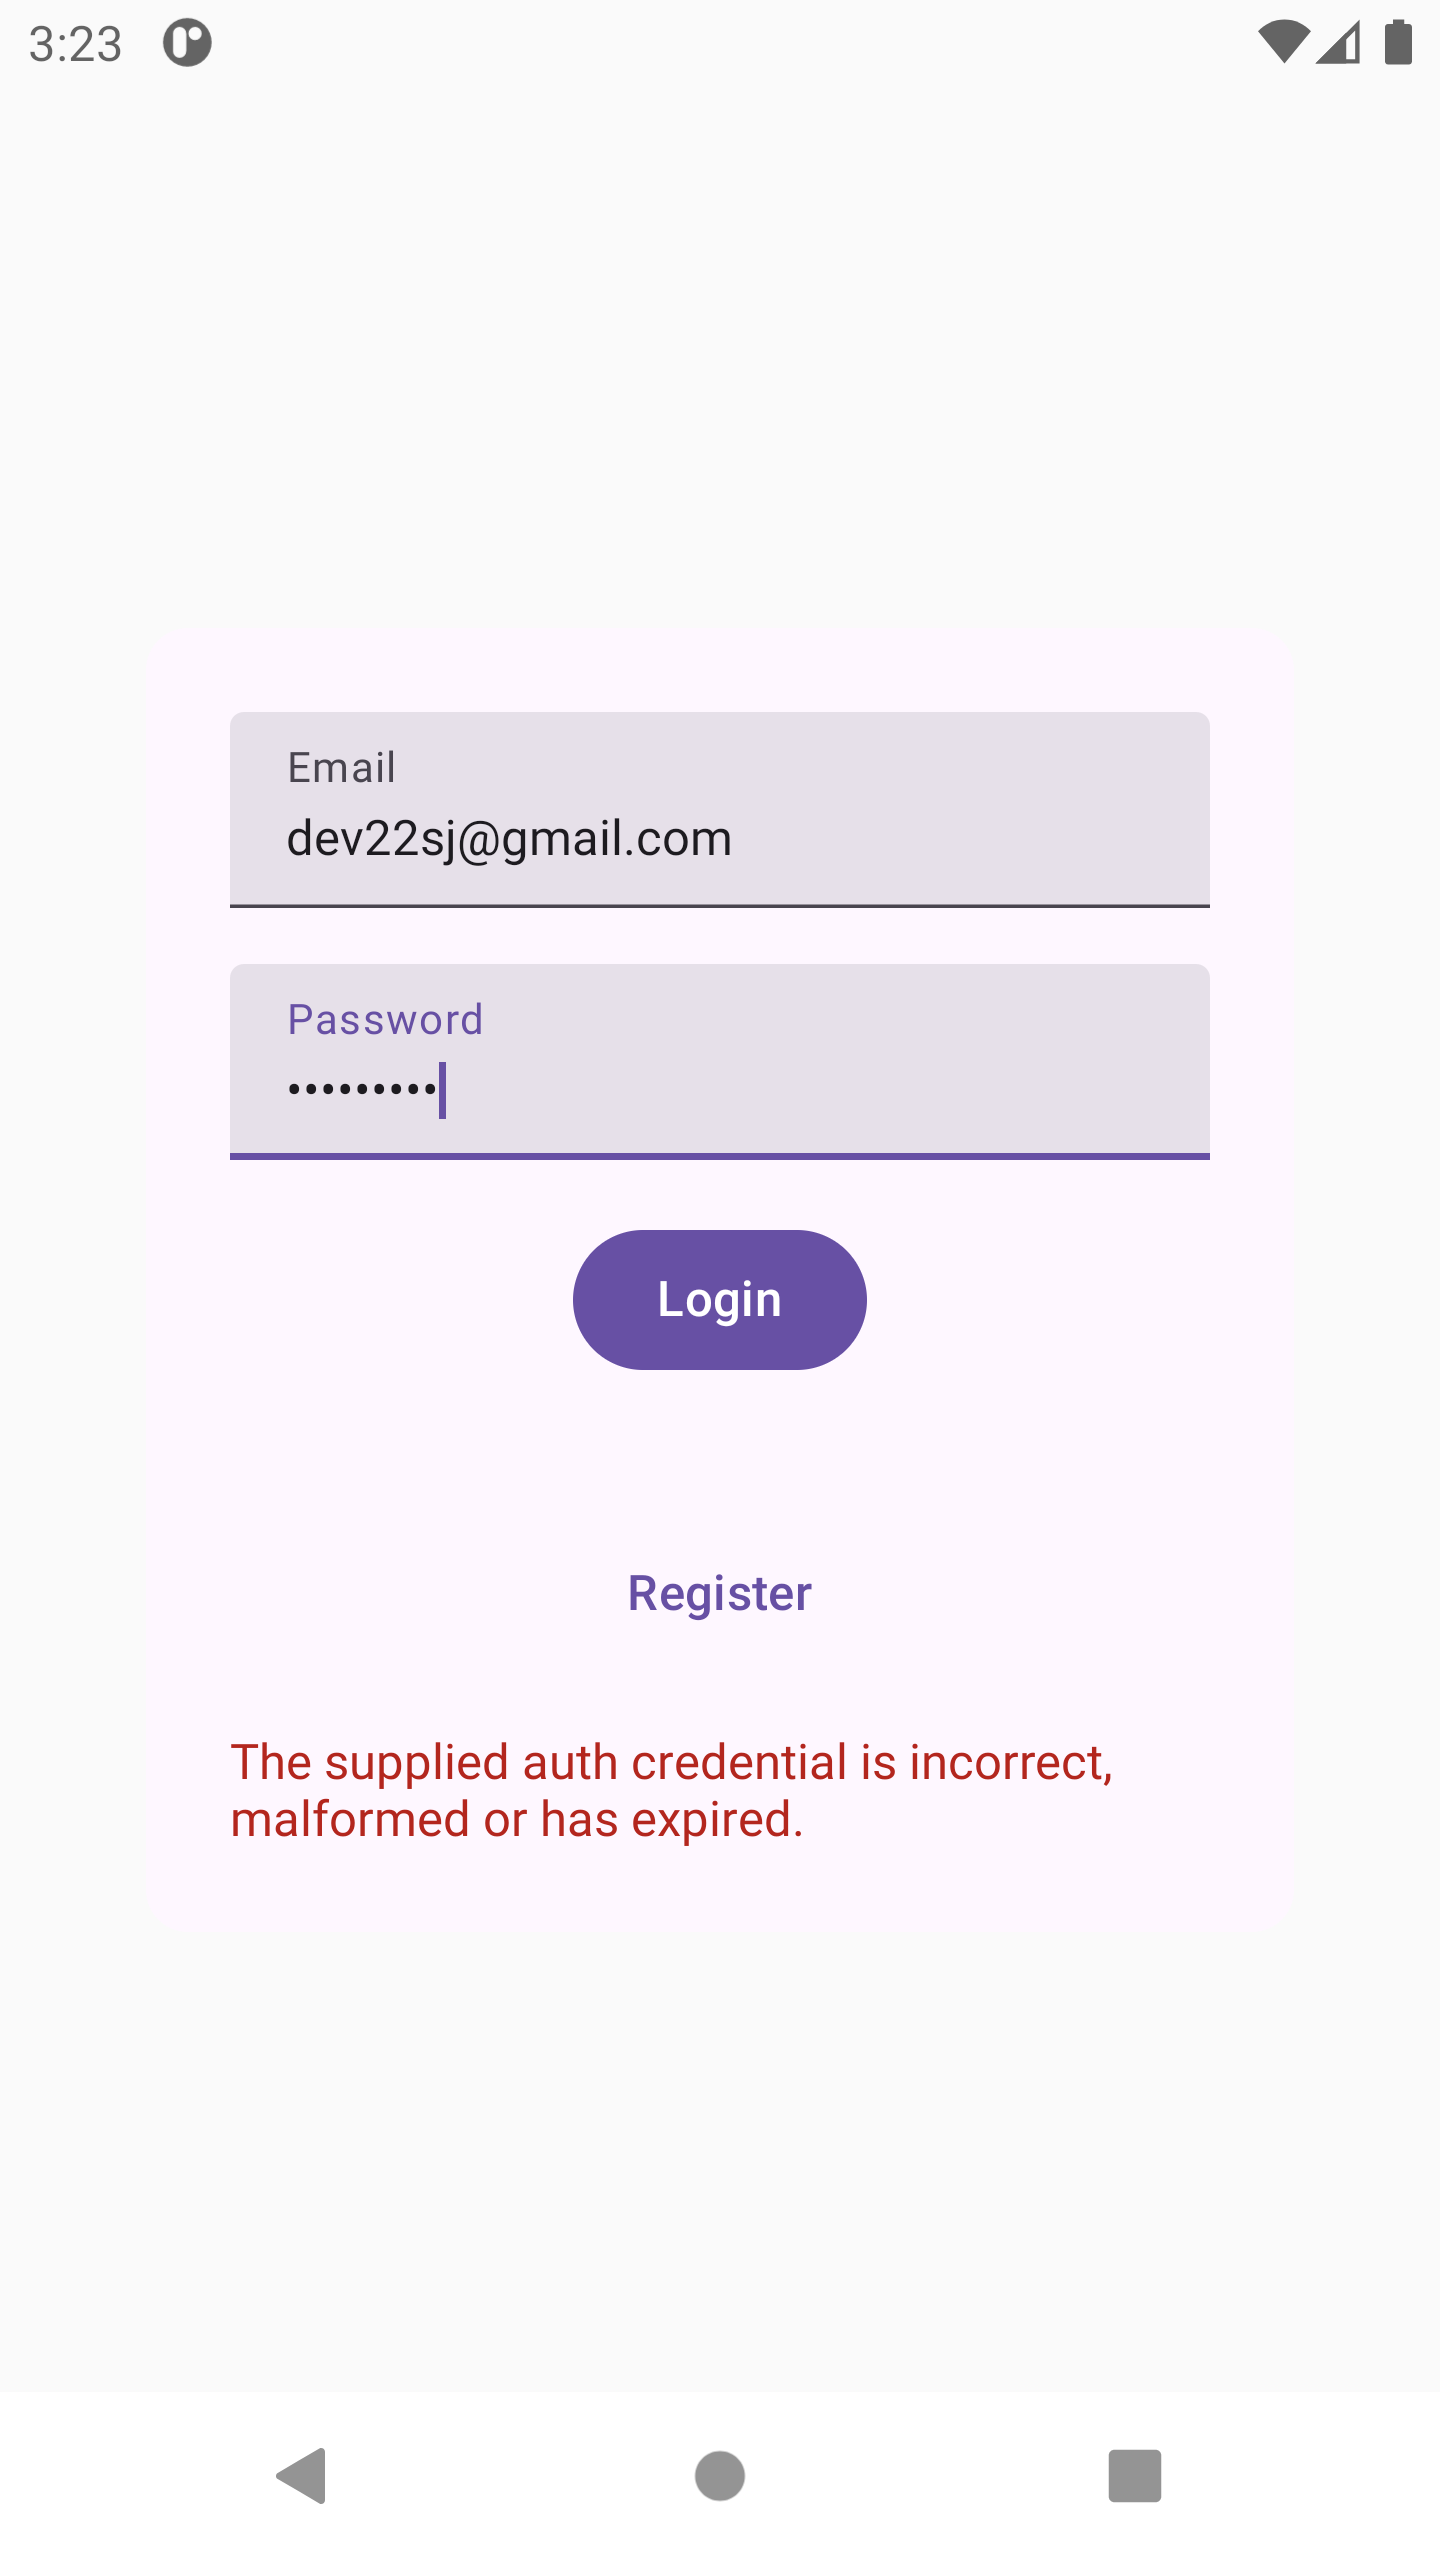 3:23
Email
dev22sj@gmail.com
Password
•••••••••
Login
Register
The supplied auth credential is incorrect,
malformed or has expired.